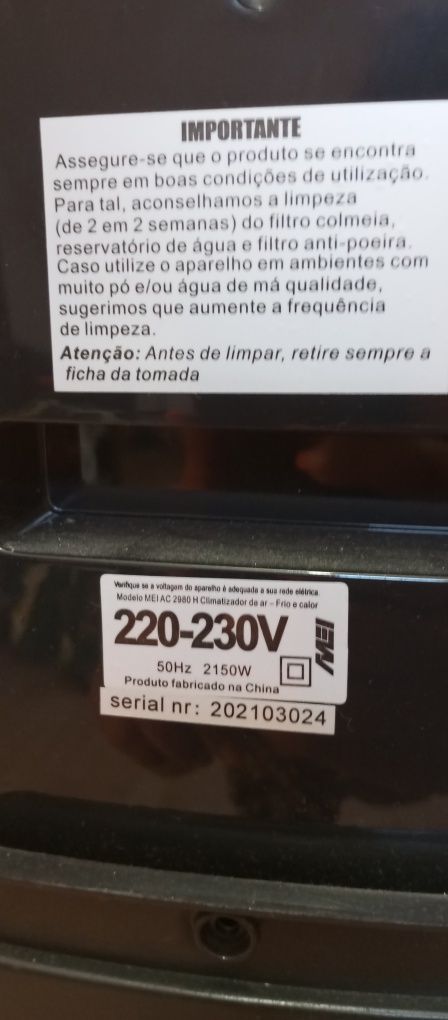 IMPORTANTE
Assegure-se que o produto se encontra
sempre em boas condições de utilização.
Para tal, aconselhamos a limpeza
(de 2 em 2 semanas) do filtro colmeia,
reservatório de água e filtro anti-poeira.
Caso utilize o aparelho em ambientes com
muito pó e/ou água de má qualidade,
sugerimos que aumente a frequência
de limpeza.
Atenção: Antes de limpar, retire sempre a
ficha da tomada
Verifique se a voltagem do aparelho é adequada a sua rede elétrica
Modelo MEI AC 2980 H Climatizador de ar – Frio e calor
220-230V
MEI
50Hz 2150W
Produto fabricado na China
serial nr: 202103024